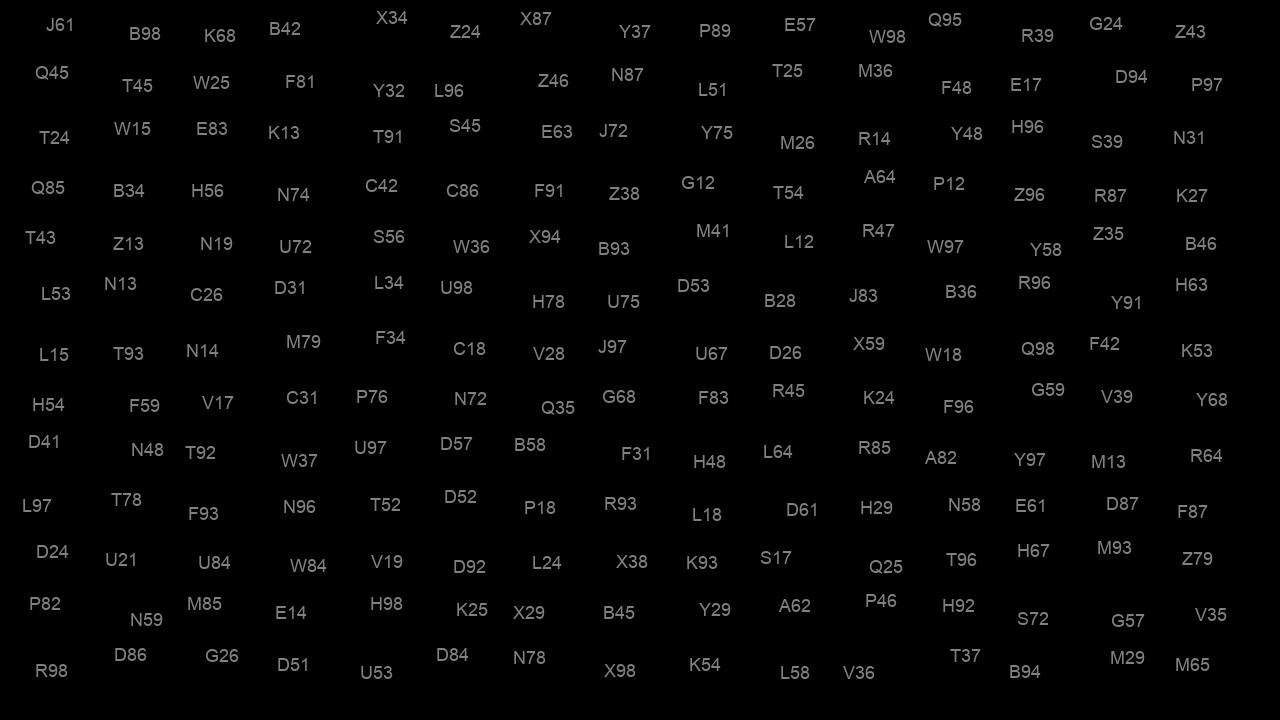 J61 B98 K68 B42 X34 Z24 X87 Y37 P89 E57 W98 Q95 R39 G24 Z43
Q45 T45 W25 F81 Y32 L96 Z46 N87 L51 T25 M36 F48 E17 D94 P97
T24 W15 E83 K13 T91 S45 E63 J72 Y75 M26 R14 Y48 H96 S39 N31
Q85 B34 H56 N74 C42 C86 F91 Z38 G12 T54 A64 P12 Z96 R87 K27
T43 Z13 N19 U72 S56 W36 X94 B93 M41 L12 R47 W97 Y58 Z35 B46
L53 N13 C26 D31 L34 U98 H78 U75 D53 B28 J83 B36 R96 Y91 H63
L15 T93 N14 M79 F34 C18 V28 J97 U67 D26 X59 W18 Q98 F42 K53
H54 F59 V17 C31 P76 N72 Q35 G68 F83 R45 K24 F96 G59 V39 Y68
D41 N48 T92 W37 U97 D57 B58 F31 H48 L64 R85 A82 Y97 M13 R64
L97 T78 F93 N96 T52 D52 P18 R93 L18 D61 H29 N58 E61 D87 F87
D24 U21 U84 W84 V19 D92 L24 X38 K93 S17 Q25 T96 H67 M93 Z79
P82 N59 M85 E14 H98 K25 X29 B45 Y29 A62 P46 H92 S72 G57 V35
R98 D86 G26 D51 U53 D84 N78 X98 K54 L58 V36 T37 B94 M29 M65